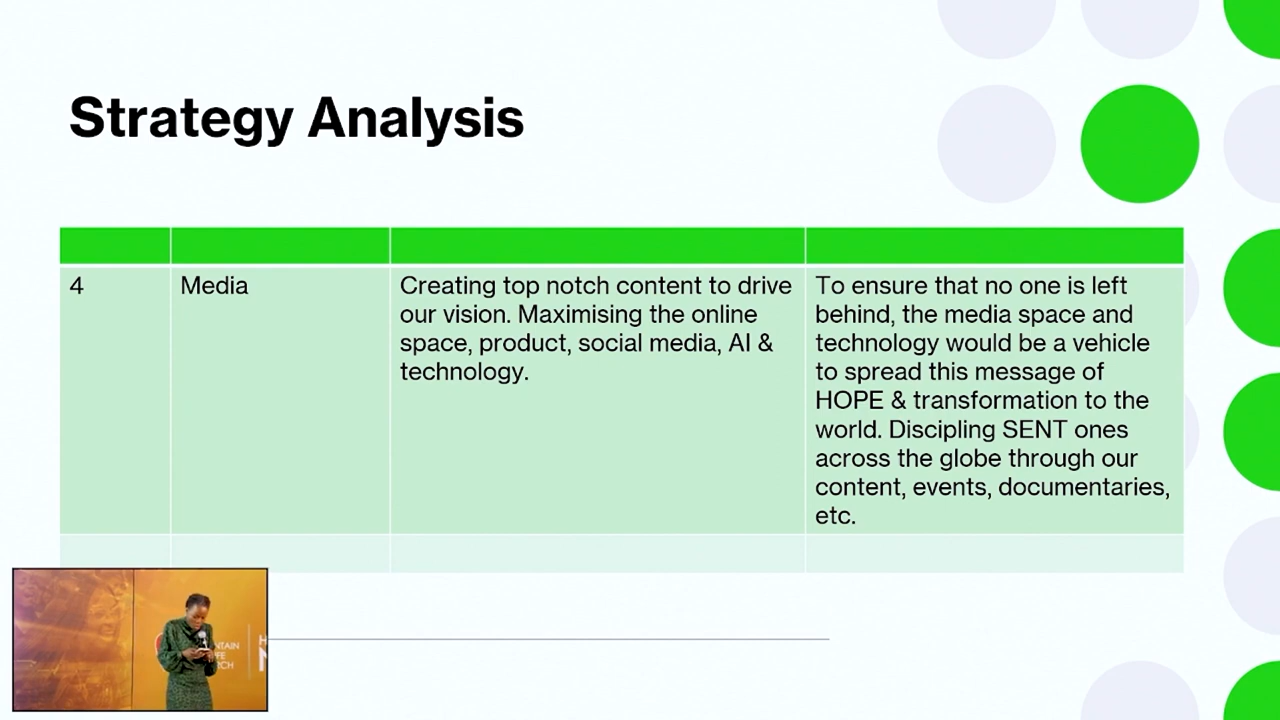 Strategy Analysis
4
Media
Creating top notch content to drive
our vision. Maximising the online
space, product, social media, AI &
technology.
To ensure that no one is left
behind, the media space and
technology would be a vehicle
to spread this message of
HOPE & transformation to the
world. Discipling SENT ones
across the globe through our
content, events, documentaries,
etc.
NTAIN